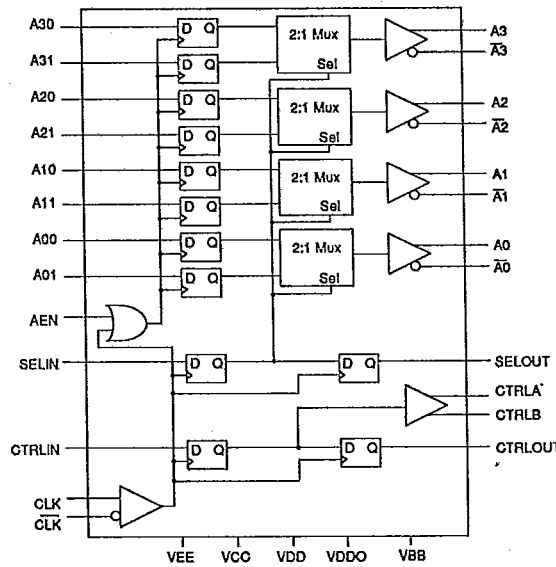 A30 D Q 2:1 Mux A3
A31 D Q Sel A3
A20 D Q 2:1 Mux A2
A21 D Q Sel A2
A10 D Q 2:1 Mux A1
A11 D Q Sel A1
A00 D Q 2:1 Mux A0
A01 D Q Sel A0
AEN
SELIN D Q D Q SELOUT
CTRLA
CTRLB
CTRLIN D Q D Q CTRLOUT
CLK
CLK
VEE VCC VDD VDDO VBB